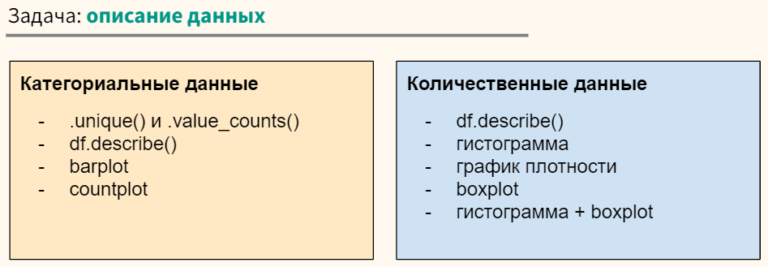 Задача: описание данных
Категориальные данные
- .unique() и .value_counts()
- df.describe()
- barplot
- countplot
Количественные данные
- df.describe()
- гистограмма
- график плотности
- boxplot
- гистограмма + boxplot